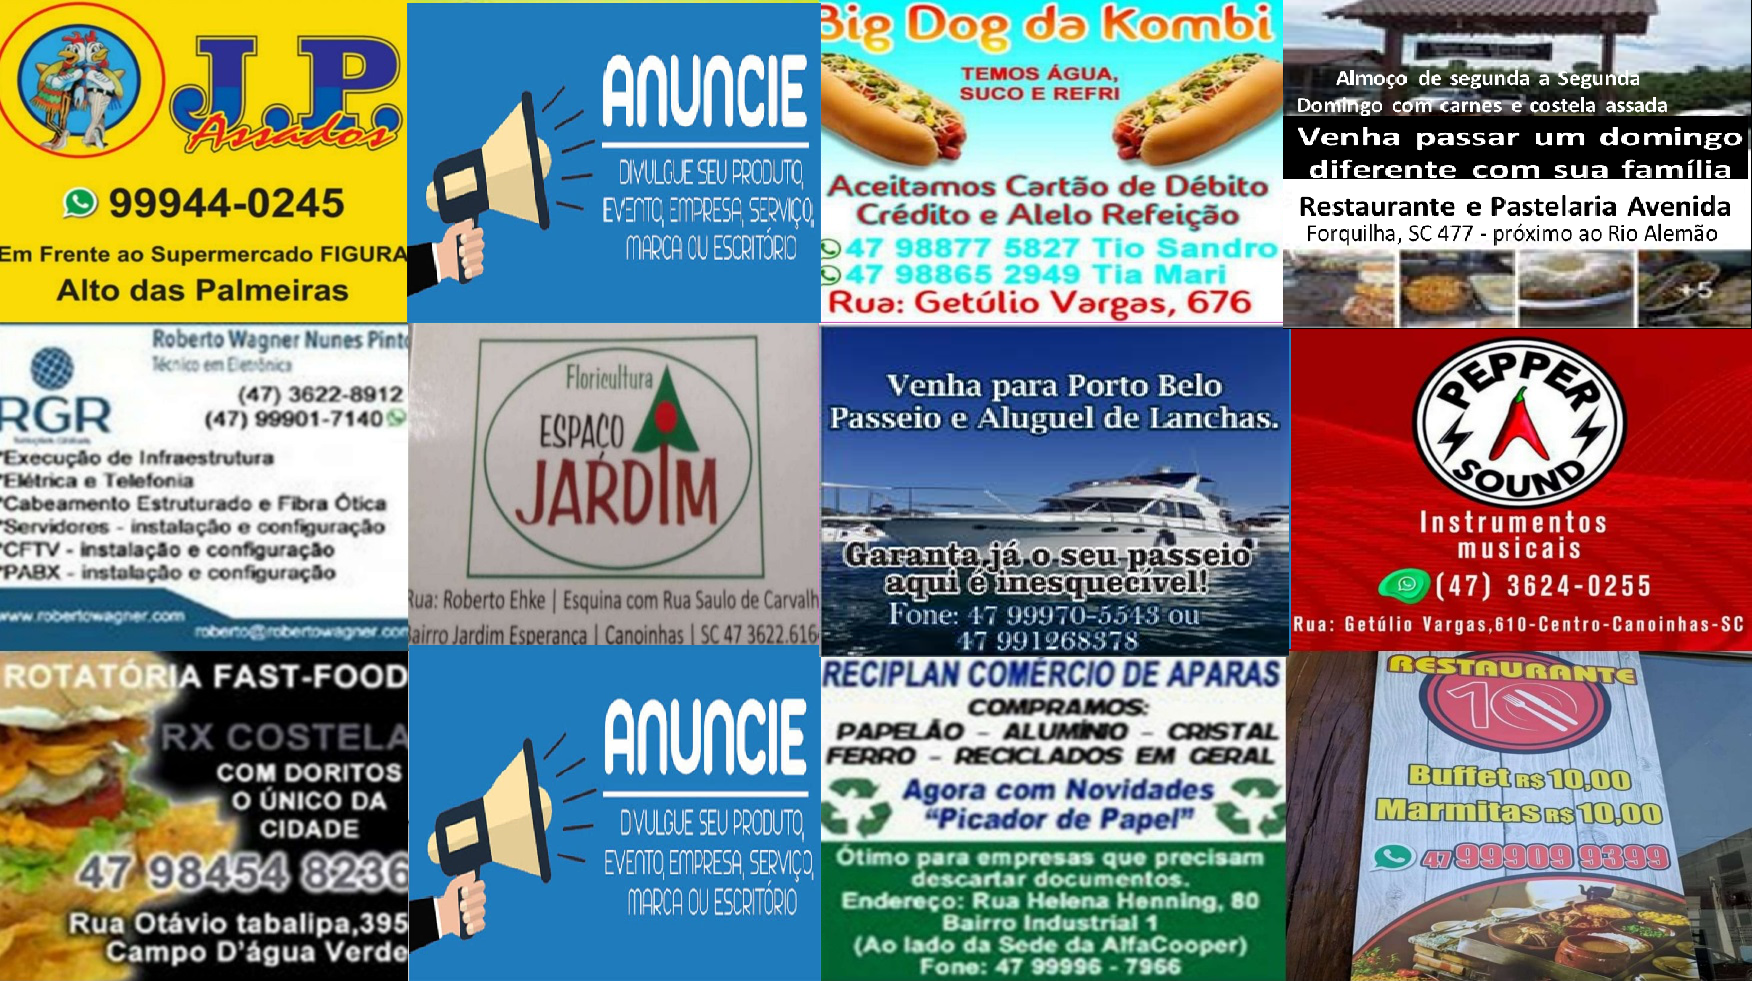 J.P.
Assados
99944-0245
Em Frente ao Supermercado FIGURA
Alto das Palmeiras
ANUNCIE
DIVULGUE SEU PRODUTO,
EVENTO, EMPRESA, SERVIÇO,
MARCA OU ESCRITÓRIO
Big Dog da Kombi
TEMOS ÁGUA,
SUCO E REFRI
Aceitamos Cartão de Débito
Crédito e Alelo Refeição
47 98877 5827 Tio Sandro
47 98865 2949 Tia Mari
Rua: Getúlio Vargas, 676
Almoço de segunda a Segunda
Domingo com carnes e costela assada
Venha passar um domingo
diferente com sua família
Restaurante e Pastelaria Avenida
Forquilha, SC 477 - próximo ao Rio Alemão
+5
Roberto Wagner Nunes Pinto
Técnico em Eletrônica
(47) 3622-8912
(47) 99901-7140
RGR
*Execução de Infraestrutura
*Elétrica e Telefonia
*Cabeamento Estruturado e Fibra Ótica
*Servidores - instalação e configuração
*CFTV - instalação e configuração
*PABX - instalação e configuração
www.robertowagner.com
roberto@robertowagner.com
Floricultura
ESPAÇO
JARDIM
Rua: Roberto Ehke | Esquina com Rua Saulo de Carvalh
Bairro Jardim Esperança | Canoinhas | SC 47 3622.616
Venha para Porto Belo
Passeio e Aluguel de Lanchas.
Garanta já o seu passeio
aqui é inesquecível!
Fone: 47 99970-5543 ou
47 991268378
PEPPER
SOUND
Instrumentos
musicais
(47) 3624-0255
Rua: Getúlio Vargas,610-Centro-Canoinhas-SC
ROTATÓRIA FAST-FOOD
RX COSTELA
COM DORITOS
O ÚNICO DA
CIDADE
47 98454 8236
Rua Otávio tabalipa,395
Campo D'água Verde
ANUNCIE
DIVULGUE SEU PRODUTO,
EVENTO, EMPRESA, SERVIÇO,
MARCA OU ESCRITÓRIO
RECIPLAN COMÉRCIO DE APARAS
COMPRAMOS:
PAPELÃO - ALUMÍNIO - CRISTAL
FERRO - RECICLADOS EM GERAL
Agora com Novidades
“Picador de Papel”
Ótimo para empresas que precisam
descartar documentos.
Endereço: Rua Helena Henning, 80
Bairro Industrial 1
(Ao lado da Sede da AlfaCooper)
Fone: 47 99996 - 7966
RESTAURANTE
10
Buffet R$ 10,00
Marmitas R$ 10,00
47 99909 9399